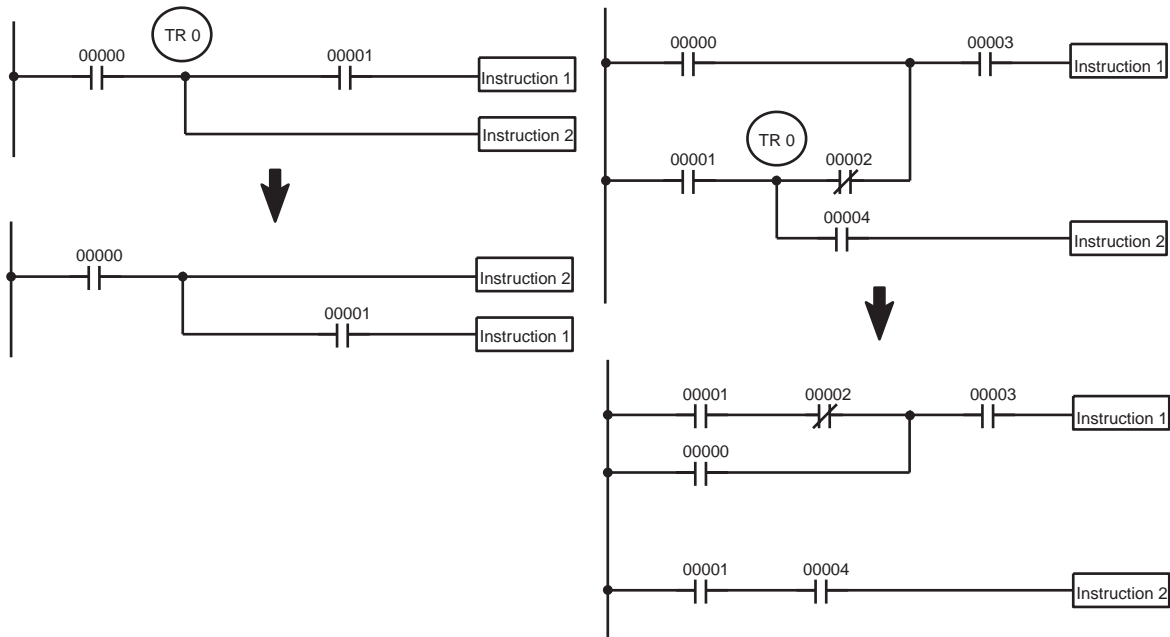 TR 0
00000
00001
Instruction 1
Instruction 2
00000
Instruction 2
00001
Instruction 1
00000
00003
Instruction 1
TR 0
00001
00002
00004
Instruction 2
00001
00002
00003
Instruction 1
00000
00001
00004
Instruction 2